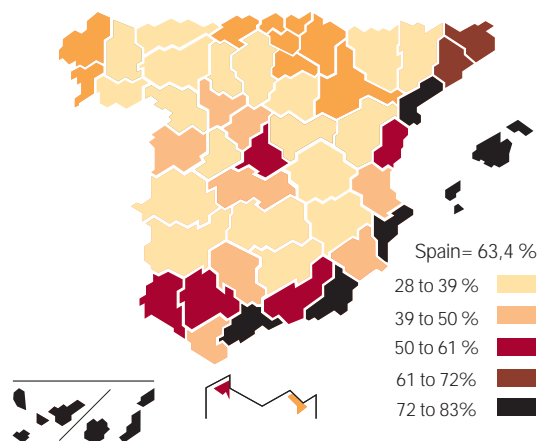 Spain= 63,4 %
28 to 39 %
39 to 50 %
50 to 61 %
61 to 72%
72 to 83%